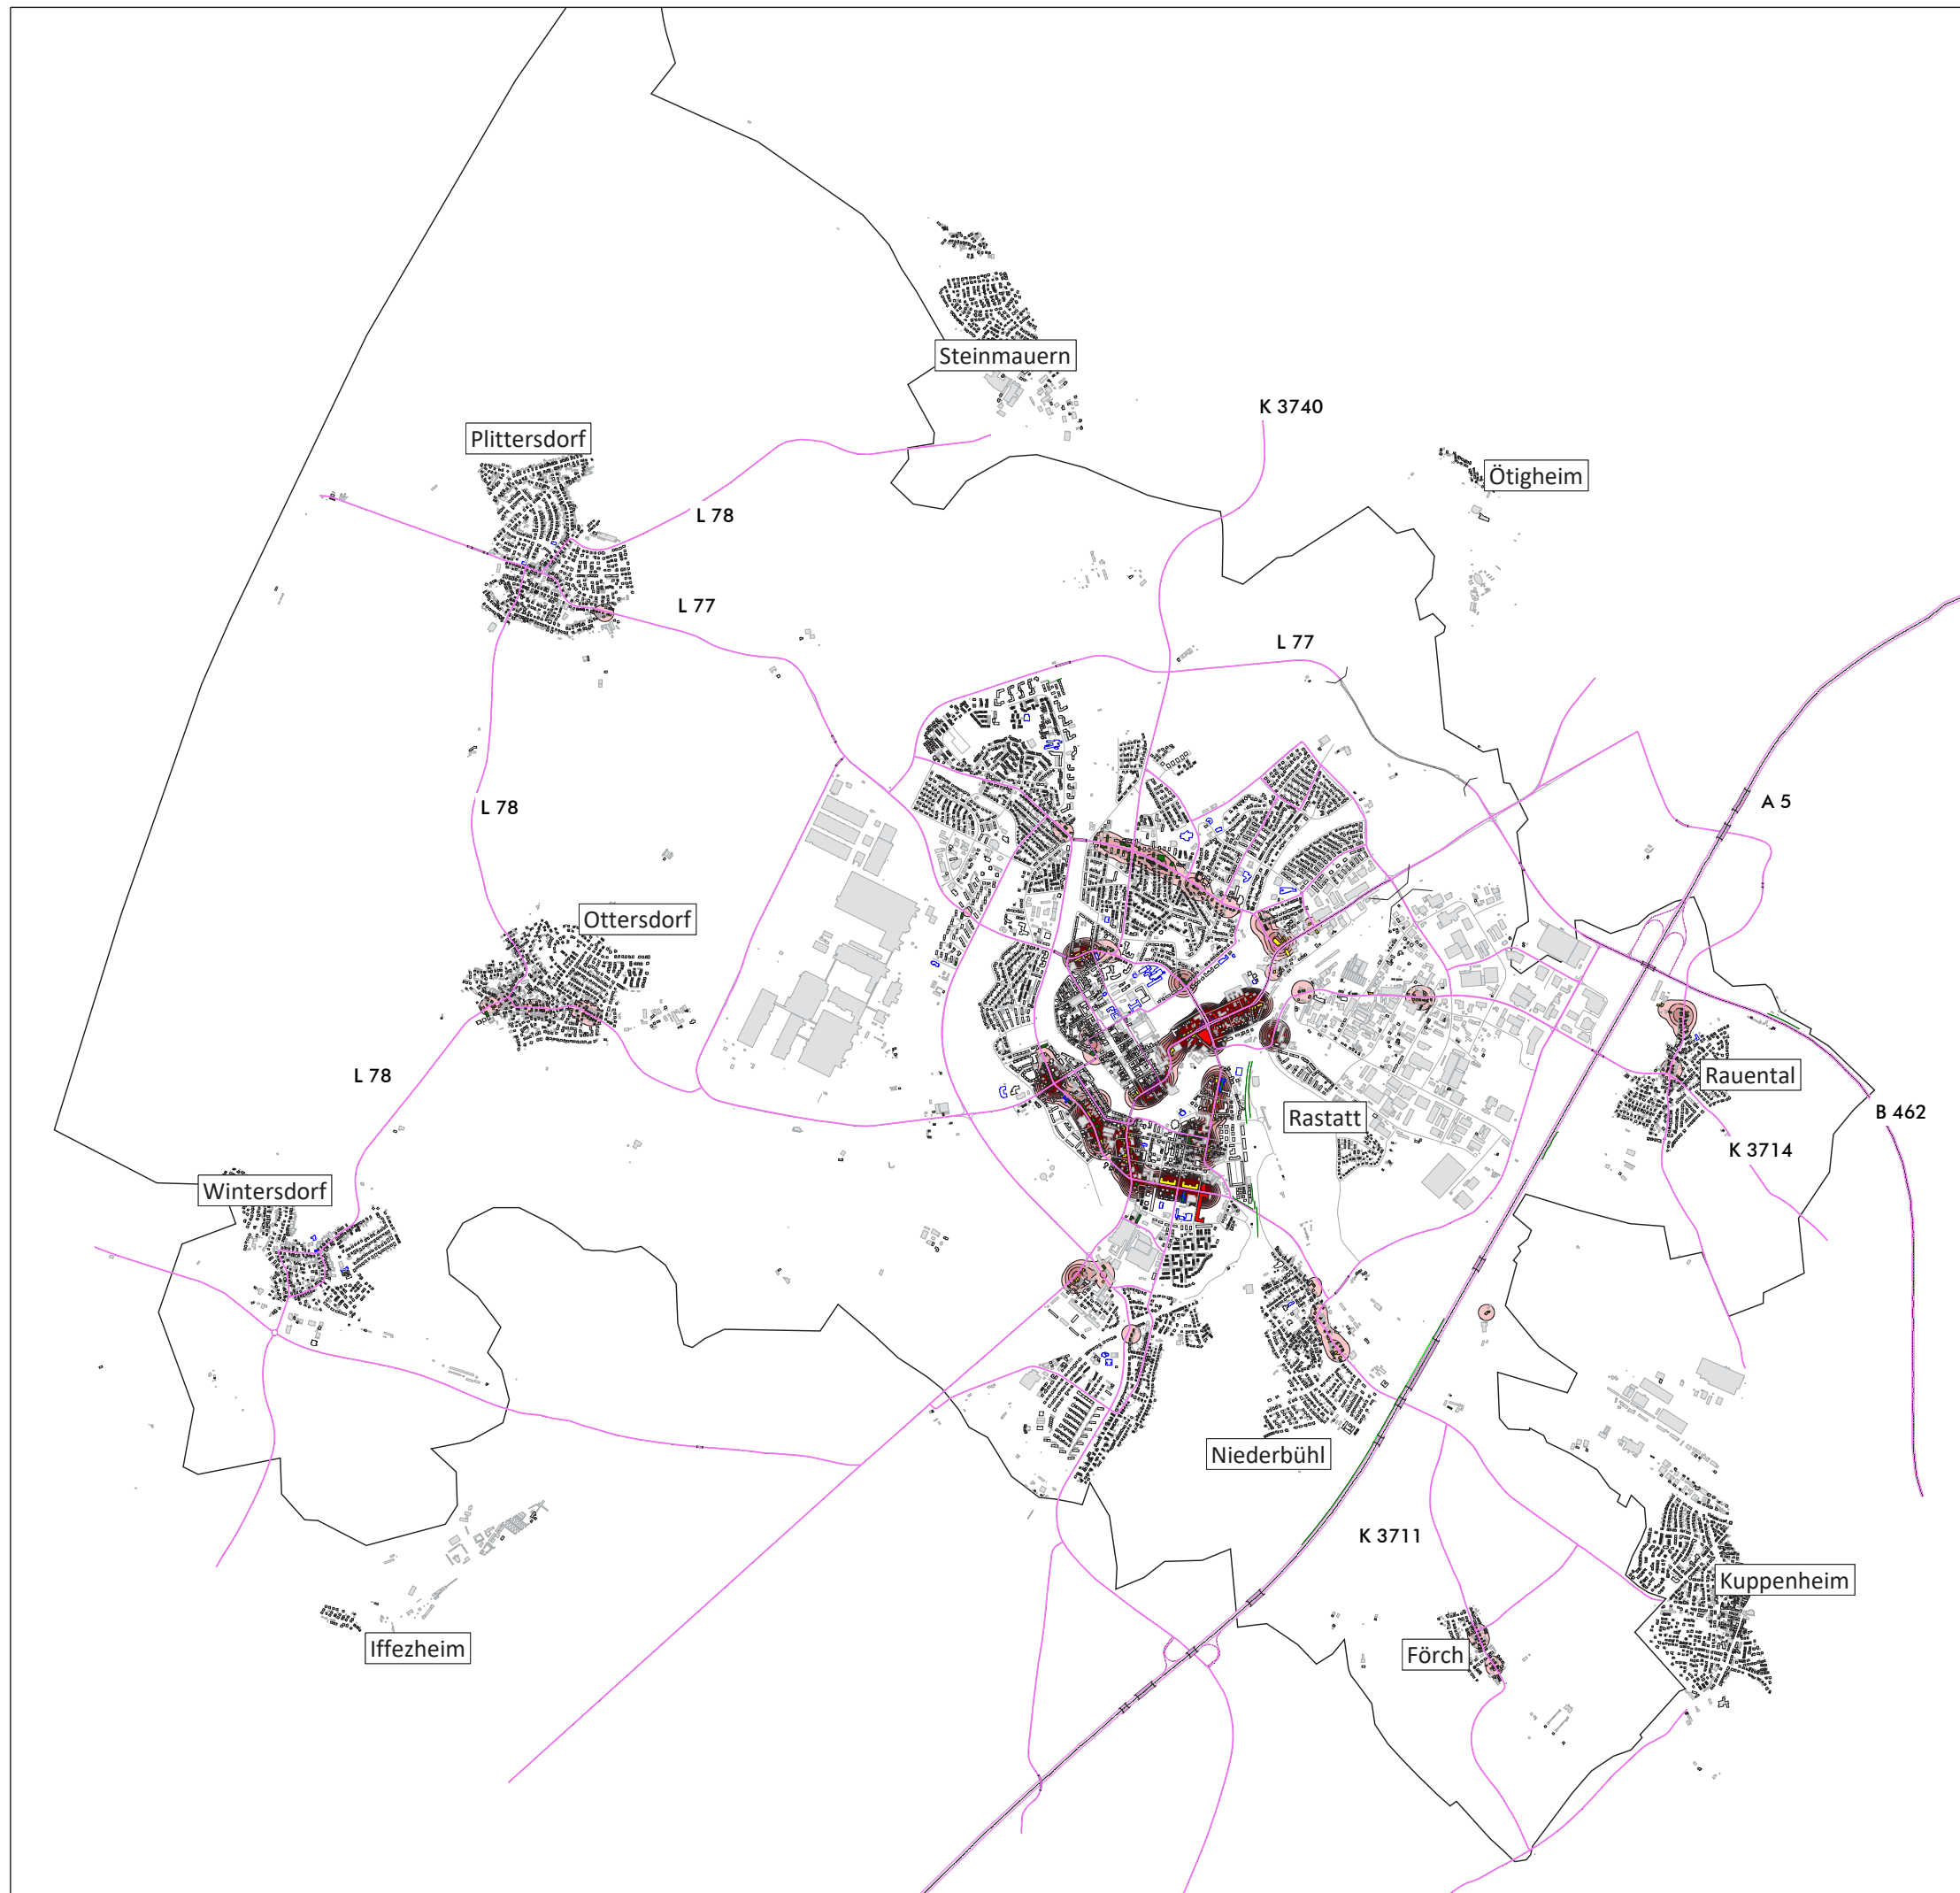 Steinmauern
K 3740
Plittersdorf
Ötigheim
L 78
L 77
L 77
A 5
L 78
Ottersdorf
L 78
Rauental
Rastatt
B 462
K 3714
Wintersdorf
Niederbühl
K 3711
Kuppenheim
Iffezheim
Förch